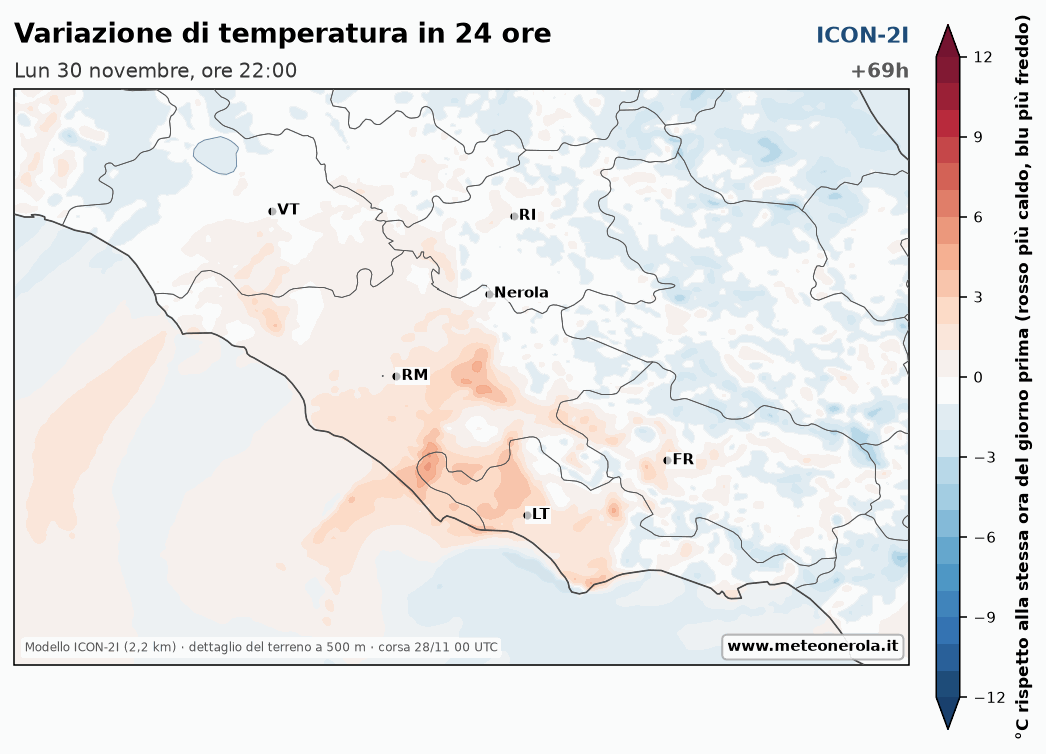 Variazione di temperatura in 24 ore
ICON-2I
Lun 30 novembre, ore 22:00
+69h
VT
RI
Nerola
RM
FR
LT
Modello ICON-2I (2,2 km) · dettaglio del terreno a 500 m · corsa 28/11 00 UTC
www.meteonerola.it
12
9
6
3
0
−3
−6
−9
−12
°C rispetto alla stessa ora del giorno prima (rosso più caldo, blu più freddo)